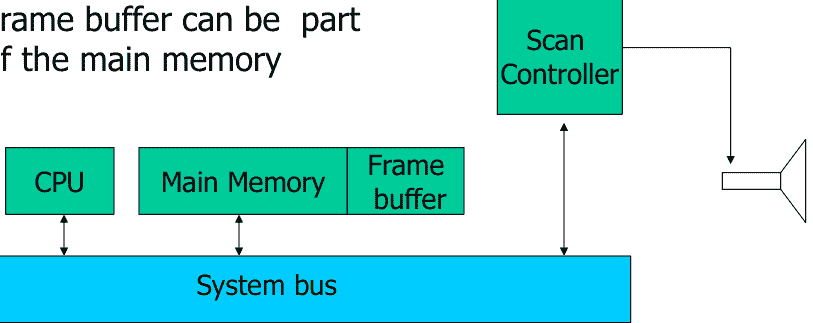 rame buffer can be part
f the main memory
Scan
Controller
CPU
Main Memory
Frame
buffer
System bus